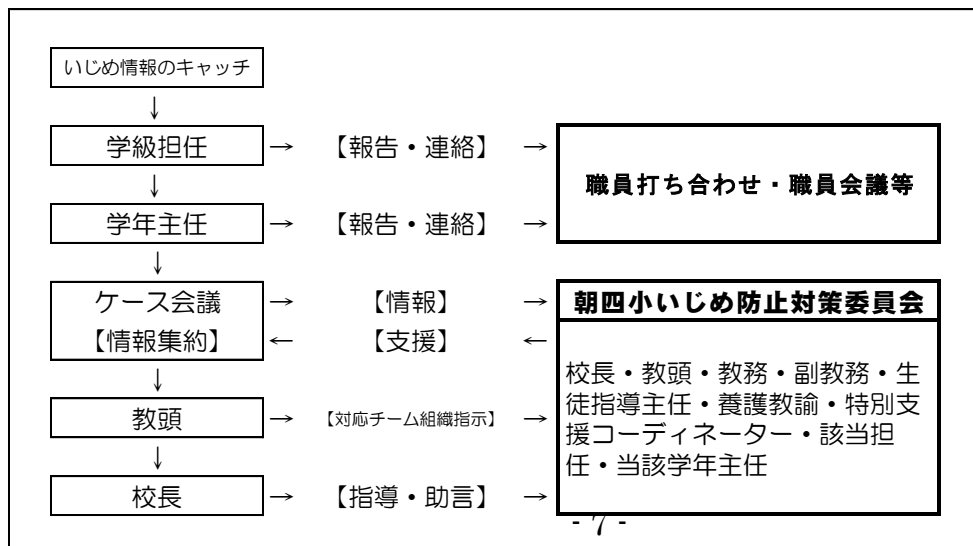 いじめ情報のキャッチ
↓
学級担任 → 【報告・連絡】 →
職員打ち合わせ・職員会議等
↓
学年主任 → 【報告・連絡】 →
↓
ケース会議 → 【情報】 → 朝四小いじめ防止対策委員会
【情報集約】 ← 【支援】 ←
校長・教頭・教務・副教務・生
徒指導主任・養護教諭・特別支
援コーディネーター・該当担
任・当該学年主任
↓
教頭 → 【対応チーム組織指示】 →
↓
校長 → 【指導・助言】 →
- 7 -